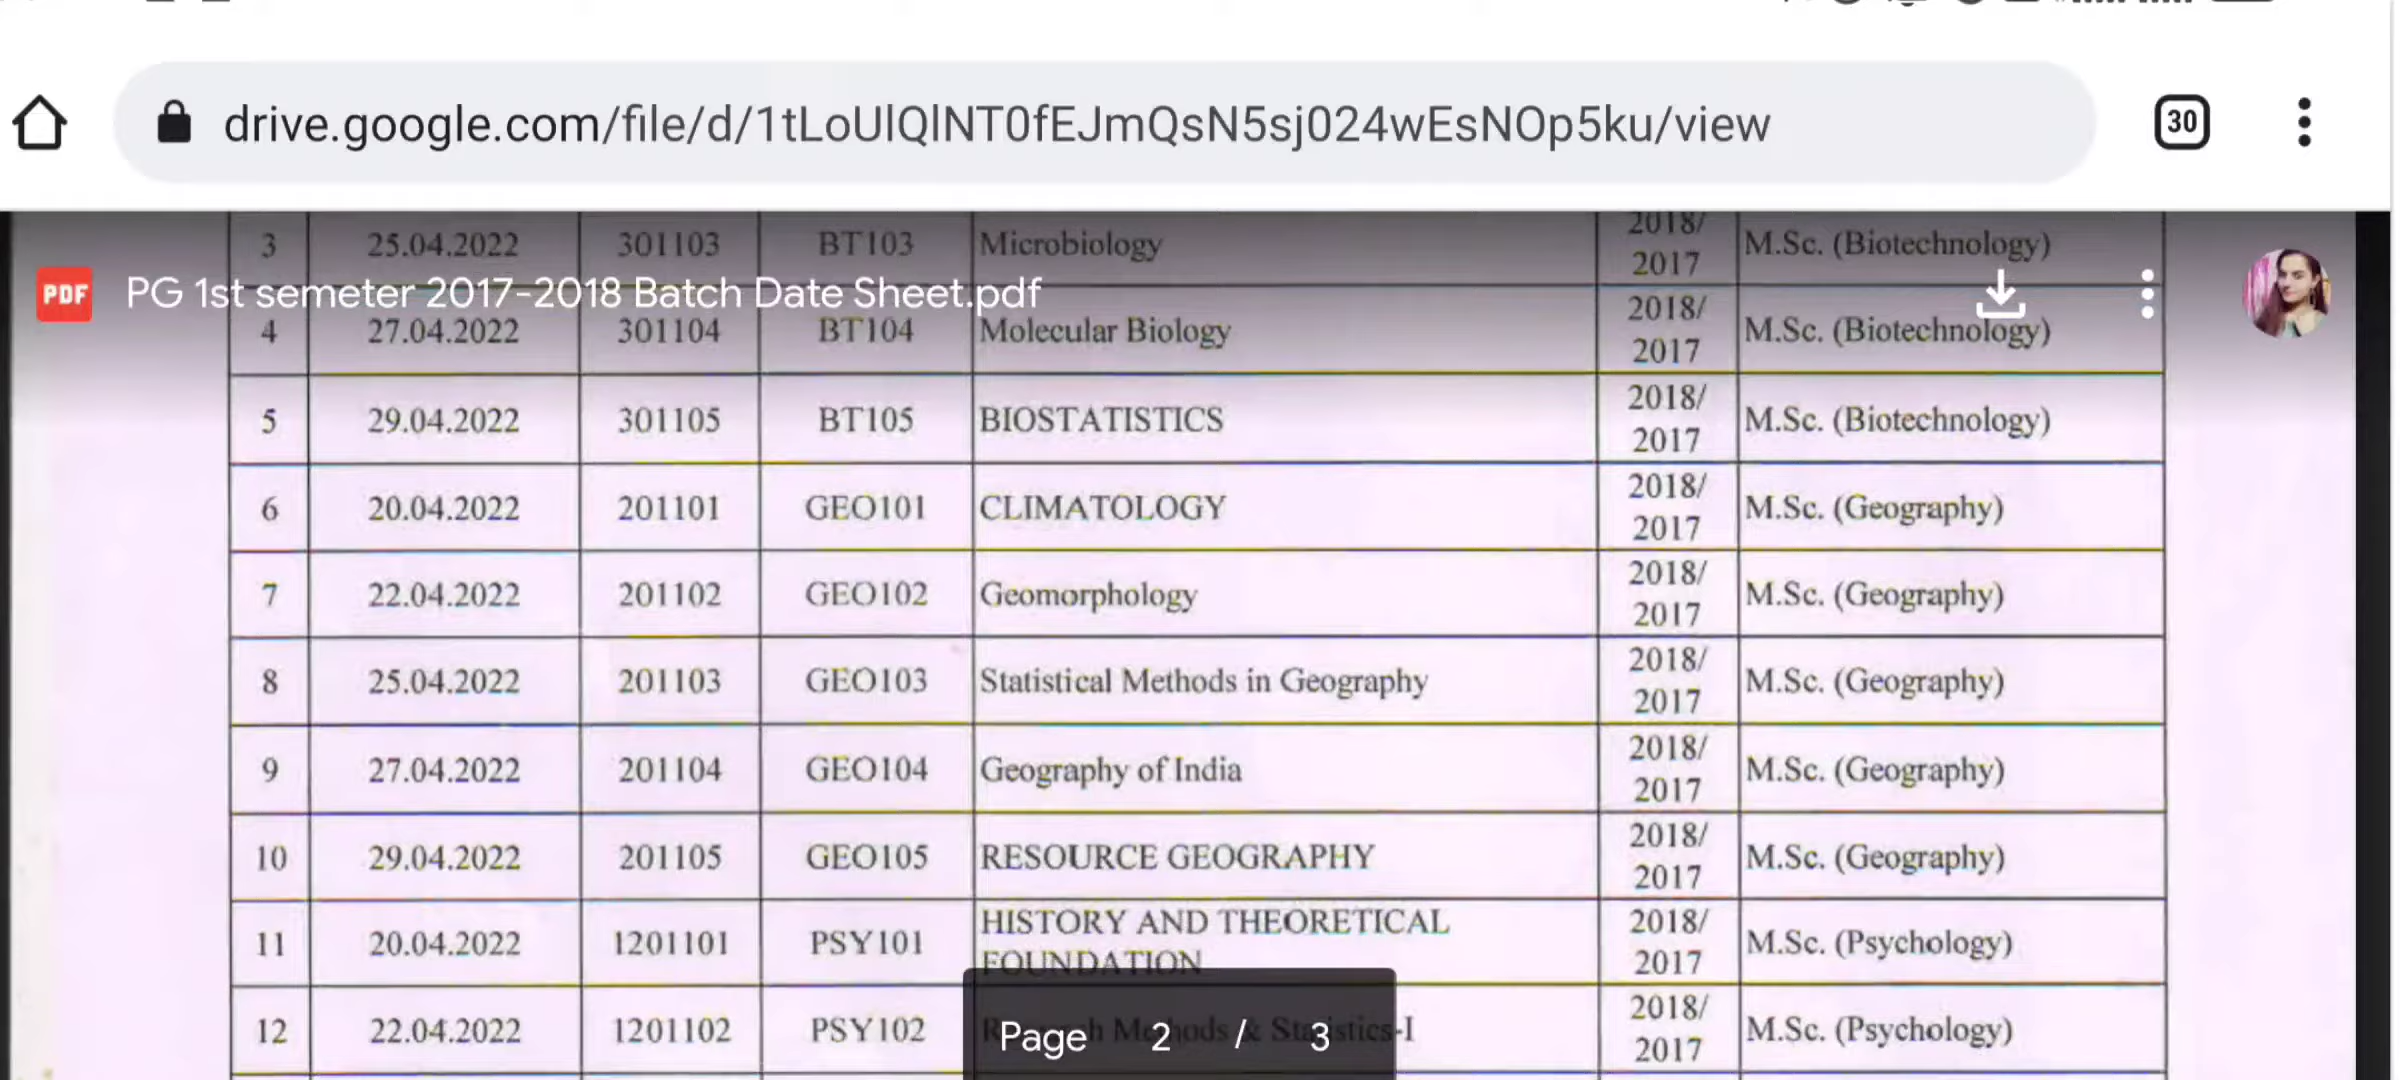 drive.google.com/file/d/1tLoUlQlNT0fEJmQsN5sj024wEsNOp5ku/view
30
3 25.04.2022 301103 BT103 Microbiology 2018/ 2017 M.Sc. (Biotechnology)
PDF PG 1st semeter 2017-2018 Batch Date Sheet.pdf
4 27.04.2022 301104 BT104 Molecular Biology 2018/ 2017 M.Sc. (Biotechnology)
5 29.04.2022 301105 BT105 BIOSTATISTICS 2018/ 2017 M.Sc. (Biotechnology)
6 20.04.2022 201101 GEO101 CLIMATOLOGY 2018/ 2017 M.Sc. (Geography)
7 22.04.2022 201102 GEO102 Geomorphology 2018/ 2017 M.Sc. (Geography)
8 25.04.2022 201103 GEO103 Statistical Methods in Geography 2018/ 2017 M.Sc. (Geography)
9 27.04.2022 201104 GEO104 Geography of India 2018/ 2017 M.Sc. (Geography)
10 29.04.2022 201105 GEO105 RESOURCE GEOGRAPHY 2018/ 2017 M.Sc. (Geography)
11 20.04.2022 1201101 PSY101 HISTORY AND THEORETICAL FOUNDATION 2018/ 2017 M.Sc. (Psychology)
12 22.04.2022 1201102 PSY102 Methods & Statistics-I 2018/ 2017 M.Sc. (Psychology)
Page 2 / 3